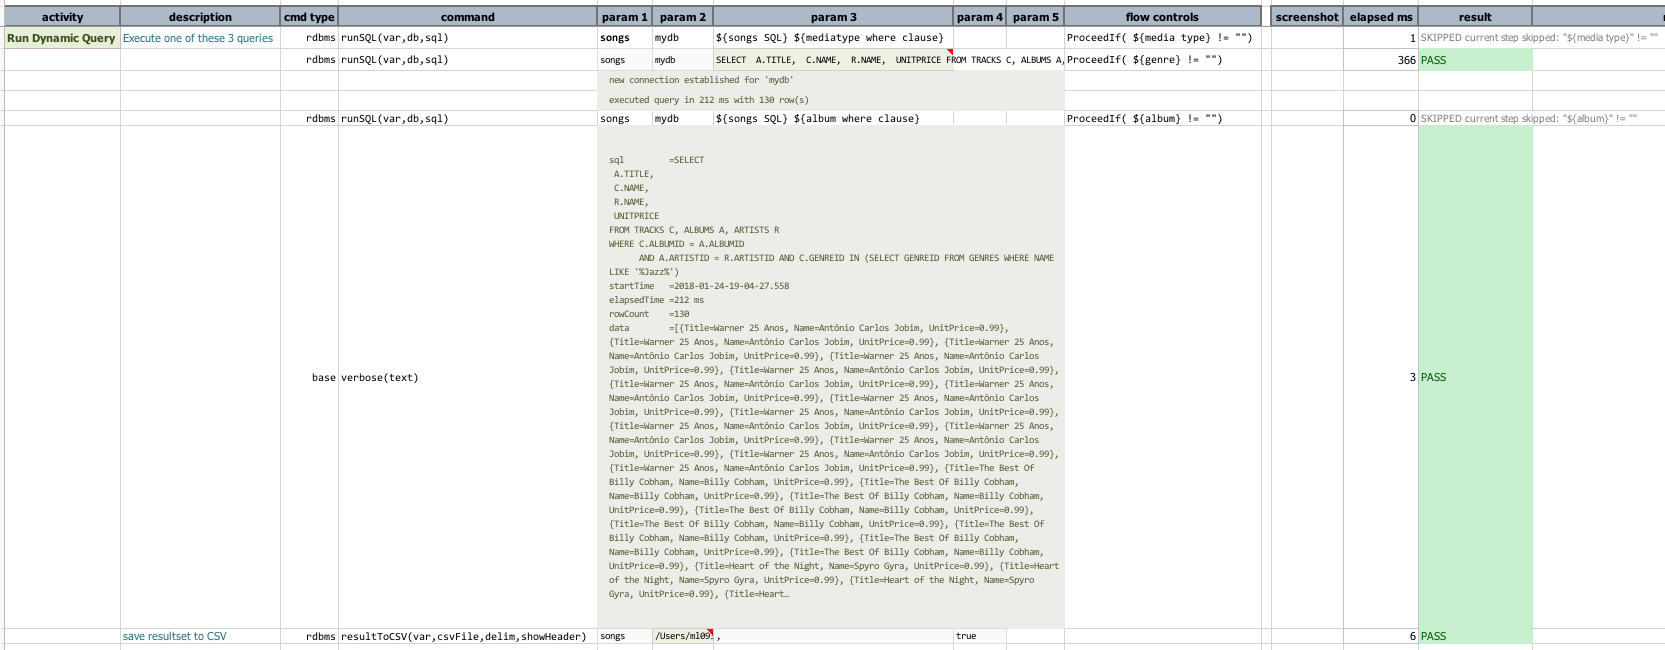 activity description cmd type command param 1 param 2 param 3 param 4 param 5 flow controls screenshot elapsed ms result
Run Dynamic Query Execute one of these 3 queries rdbms runSQL(var,db,sql) songs mydb ${songs SQL} ${mediatype where clause} ProceedIf( ${media type} != "") 1 SKIPPED current step skipped: "${media type}" != ""
rdbms runSQL(var,db,sql) songs mydb SELECT A.TITLE, C.NAME, R.NAME, UNITPRICE FROM TRACKS C, ALBUMS A, ProceedIf( ${genre} != "") 366 PASS
new connection established for 'mydb'
executed query in 212 ms with 130 row(s)
rdbms runSQL(var,db,sql) songs mydb ${songs SQL} ${album where clause} ProceedIf( ${album} != "") 0 SKIPPED current step skipped: "${album}" != ""
sql =SELECT
A.TITLE,
C.NAME,
R.NAME,
UNITPRICE
FROM TRACKS C, ALBUMS A, ARTISTS R
WHERE C.ALBUMID = A.ALBUMID
AND A.ARTISTID = R.ARTISTID AND C.GENREID IN (SELECT GENREID FROM GENRES WHERE NAME
LIKE '%Jazz%')
startTime =2018-01-24-19-04-27.558
elapsedTime =212 ms
rowCount =130
data =[{Title=Warner 25 Anos, Name=Antônio Carlos Jobim, UnitPrice=0.99},
{Title=Warner 25 Anos, Name=Antônio Carlos Jobim, UnitPrice=0.99}, {Title=Warner 25 Anos,
Name=Antônio Carlos Jobim, UnitPrice=0.99}, {Title=Warner 25 Anos, Name=Antônio Carlos
Jobim, UnitPrice=0.99}, {Title=Warner 25 Anos, Name=Antônio Carlos Jobim, UnitPrice=0.99},
base verbose(text) {Title=Warner 25 Anos, Name=Antônio Carlos Jobim, UnitPrice=0.99}, {Title=Warner 25 Anos, 3 PASS
Name=Antônio Carlos Jobim, UnitPrice=0.99}, {Title=Warner 25 Anos, Name=Antônio Carlos
Jobim, UnitPrice=0.99}, {Title=Warner 25 Anos, Name=Antônio Carlos Jobim, UnitPrice=0.99},
{Title=Warner 25 Anos, Name=Antônio Carlos Jobim, UnitPrice=0.99}, {Title=Warner 25 Anos,
Name=Antônio Carlos Jobim, UnitPrice=0.99}, {Title=Warner 25 Anos, Name=Antônio Carlos
Jobim, UnitPrice=0.99}, {Title=Warner 25 Anos, Name=Antônio Carlos Jobim, UnitPrice=0.99},
{Title=Warner 25 Anos, Name=Antônio Carlos Jobim, UnitPrice=0.99}, {Title=The Best Of
Billy Cobham, Name=Billy Cobham, UnitPrice=0.99}, {Title=The Best Of Billy Cobham,
Name=Billy Cobham, UnitPrice=0.99}, {Title=The Best Of Billy Cobham, Name=Billy Cobham,
UnitPrice=0.99}, {Title=The Best Of Billy Cobham, Name=Billy Cobham, UnitPrice=0.99},
{Title=The Best Of Billy Cobham, Name=Billy Cobham, UnitPrice=0.99}, {Title=The Best Of
Billy Cobham, Name=Billy Cobham, UnitPrice=0.99}, {Title=The Best Of Billy Cobham,
Name=Billy Cobham, UnitPrice=0.99}, {Title=The Best Of Billy Cobham, Name=Billy Cobham,
UnitPrice=0.99}, {Title=Heart of the Night, Name=Spyro Gyra, UnitPrice=0.99}, {Title=Heart
of the Night, Name=Spyro Gyra, UnitPrice=0.99}, {Title=Heart of the Night, Name=Spyro
Gyra, UnitPrice=0.99}, {Title=Heart…
save resultset to CSV rdbms resultToCSV(var,csvFile,delim,showHeader) songs /Users/ml09 , true 6 PASS